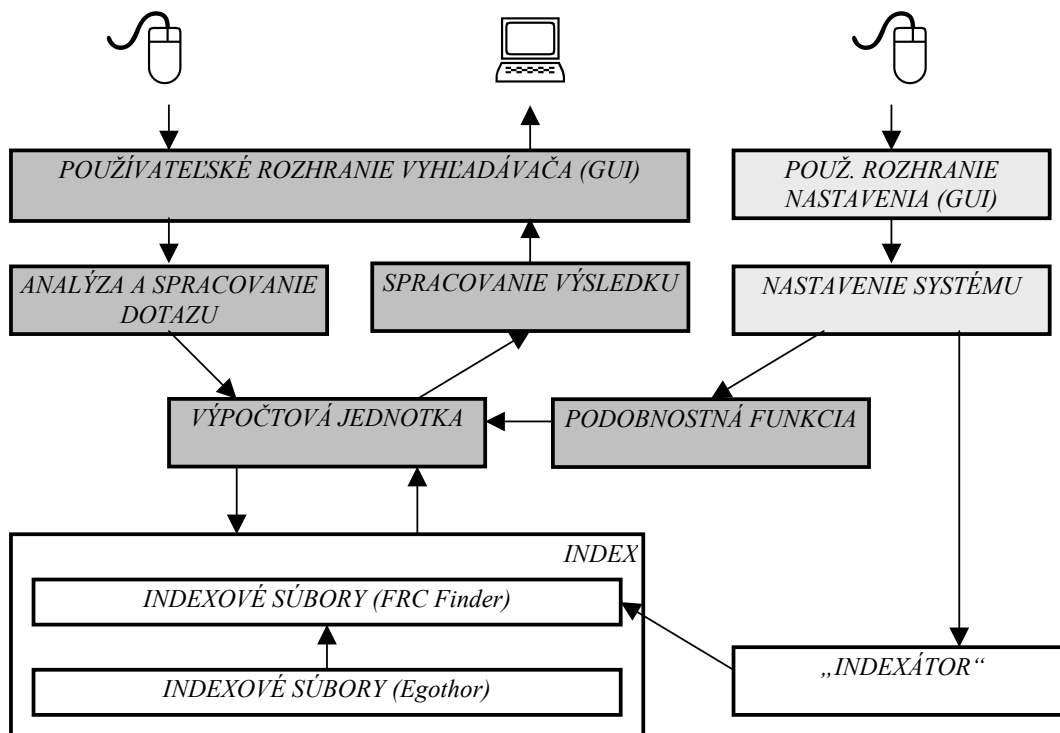 POUŽÍVATEĽSKÉ ROZHRANIE VYHĽADÁVAČA (GUI)
POUŽ. ROZHRANIE
NASTAVENIA (GUI)
ANALÝZA A SPRACOVANIE
DOTAZU
SPRACOVANIE VÝSLEDKU
NASTAVENIE SYSTÉMU
VÝPOČTOVÁ JEDNOTKA
PODOBNOSTNÁ FUNKCIA
INDEX
INDEXOVÉ SÚBORY (FRC Finder)
INDEXOVÉ SÚBORY (Egothor)
„INDEXÁTOR“